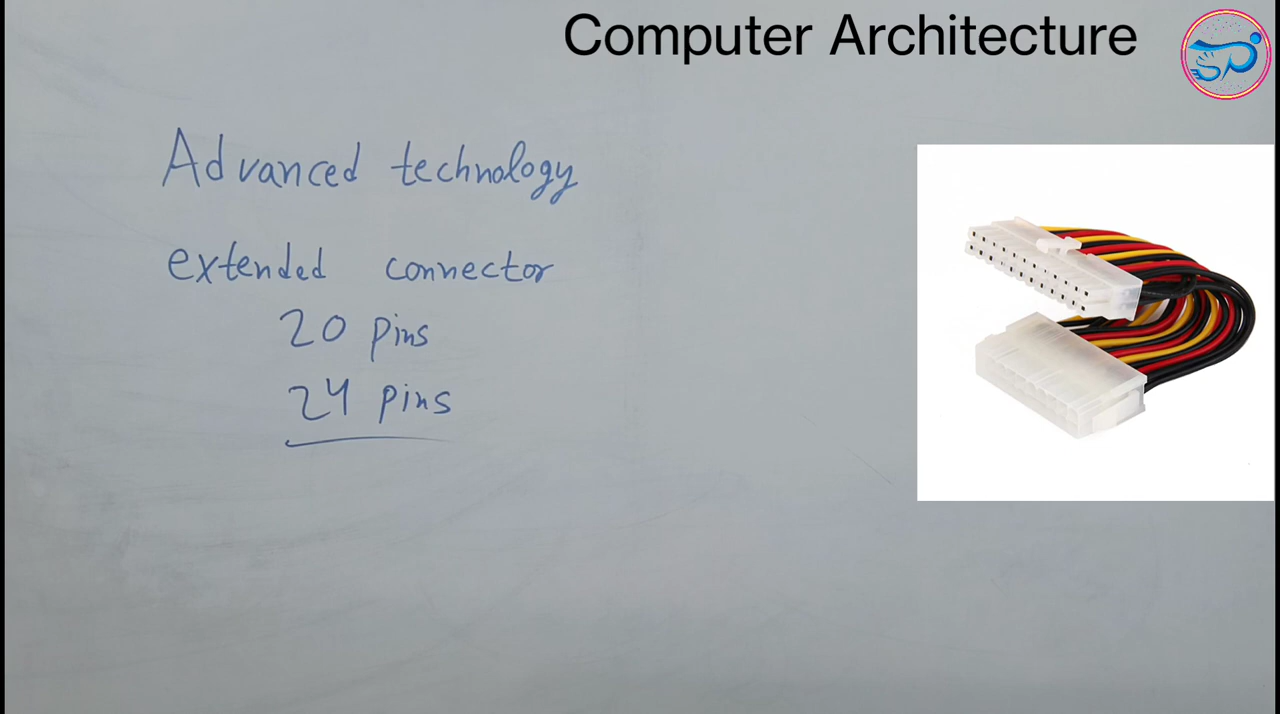 Computer Architecture
Advanced technology
extended connector
20 pins
24 pins